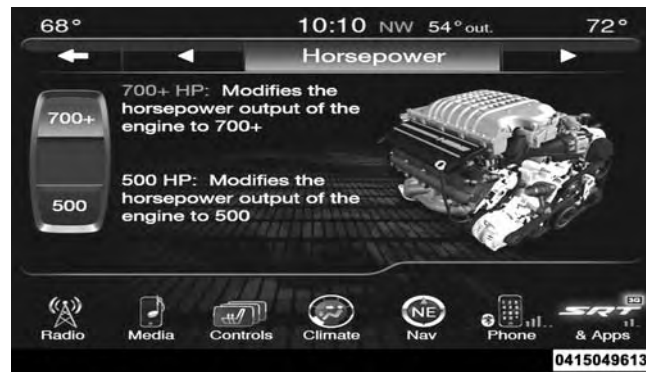 68° 10:10 NW 54° out. 72°
Horsepower
700+ HP: Modifies the
horsepower output of the
engine to 700+
700+
500 HP: Modifies the
horsepower output of the
engine to 500
500
NE
3G
SRT
Radio Media Controls Climate Nav Phone & Apps
0415049613